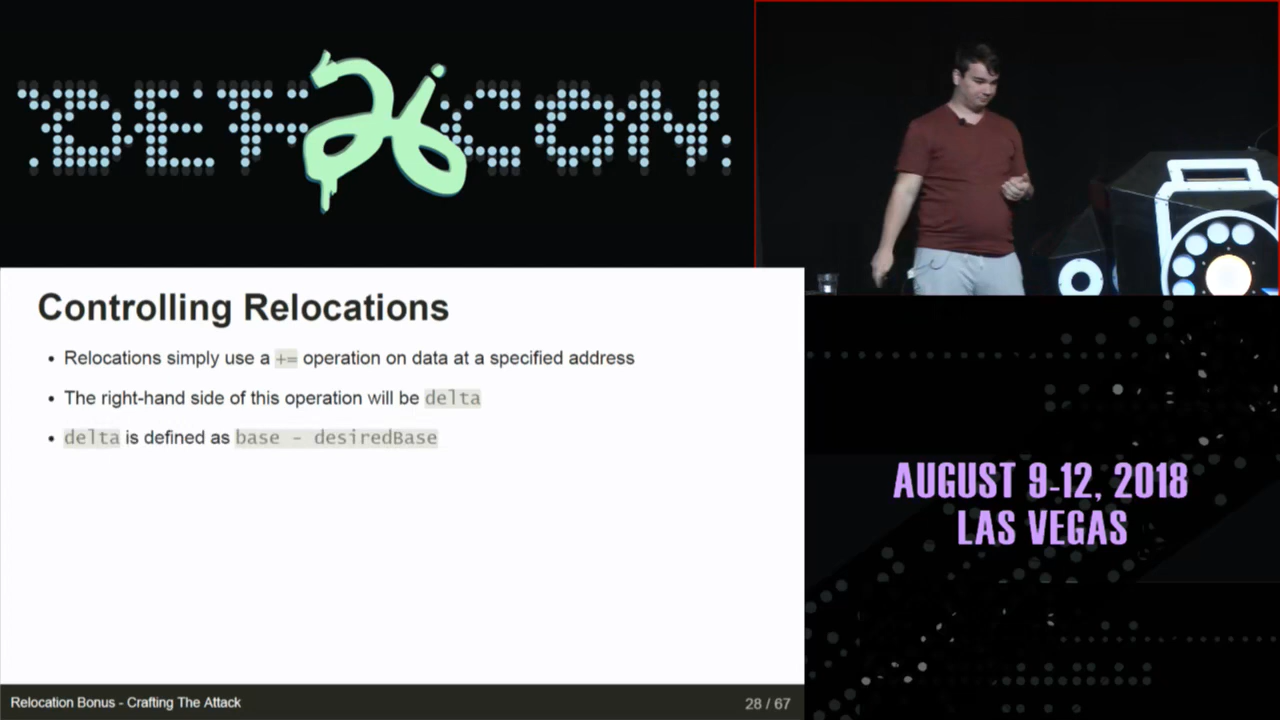 DEF 26 CON
Controlling Relocations
• Relocations simply use a += operation on data at a specified address
• The right-hand side of this operation will be delta
• delta is defined as base - desiredBase
AUGUST 9-12, 2018
LAS VEGAS
Relocation Bonus - Crafting The Attack
28 / 67